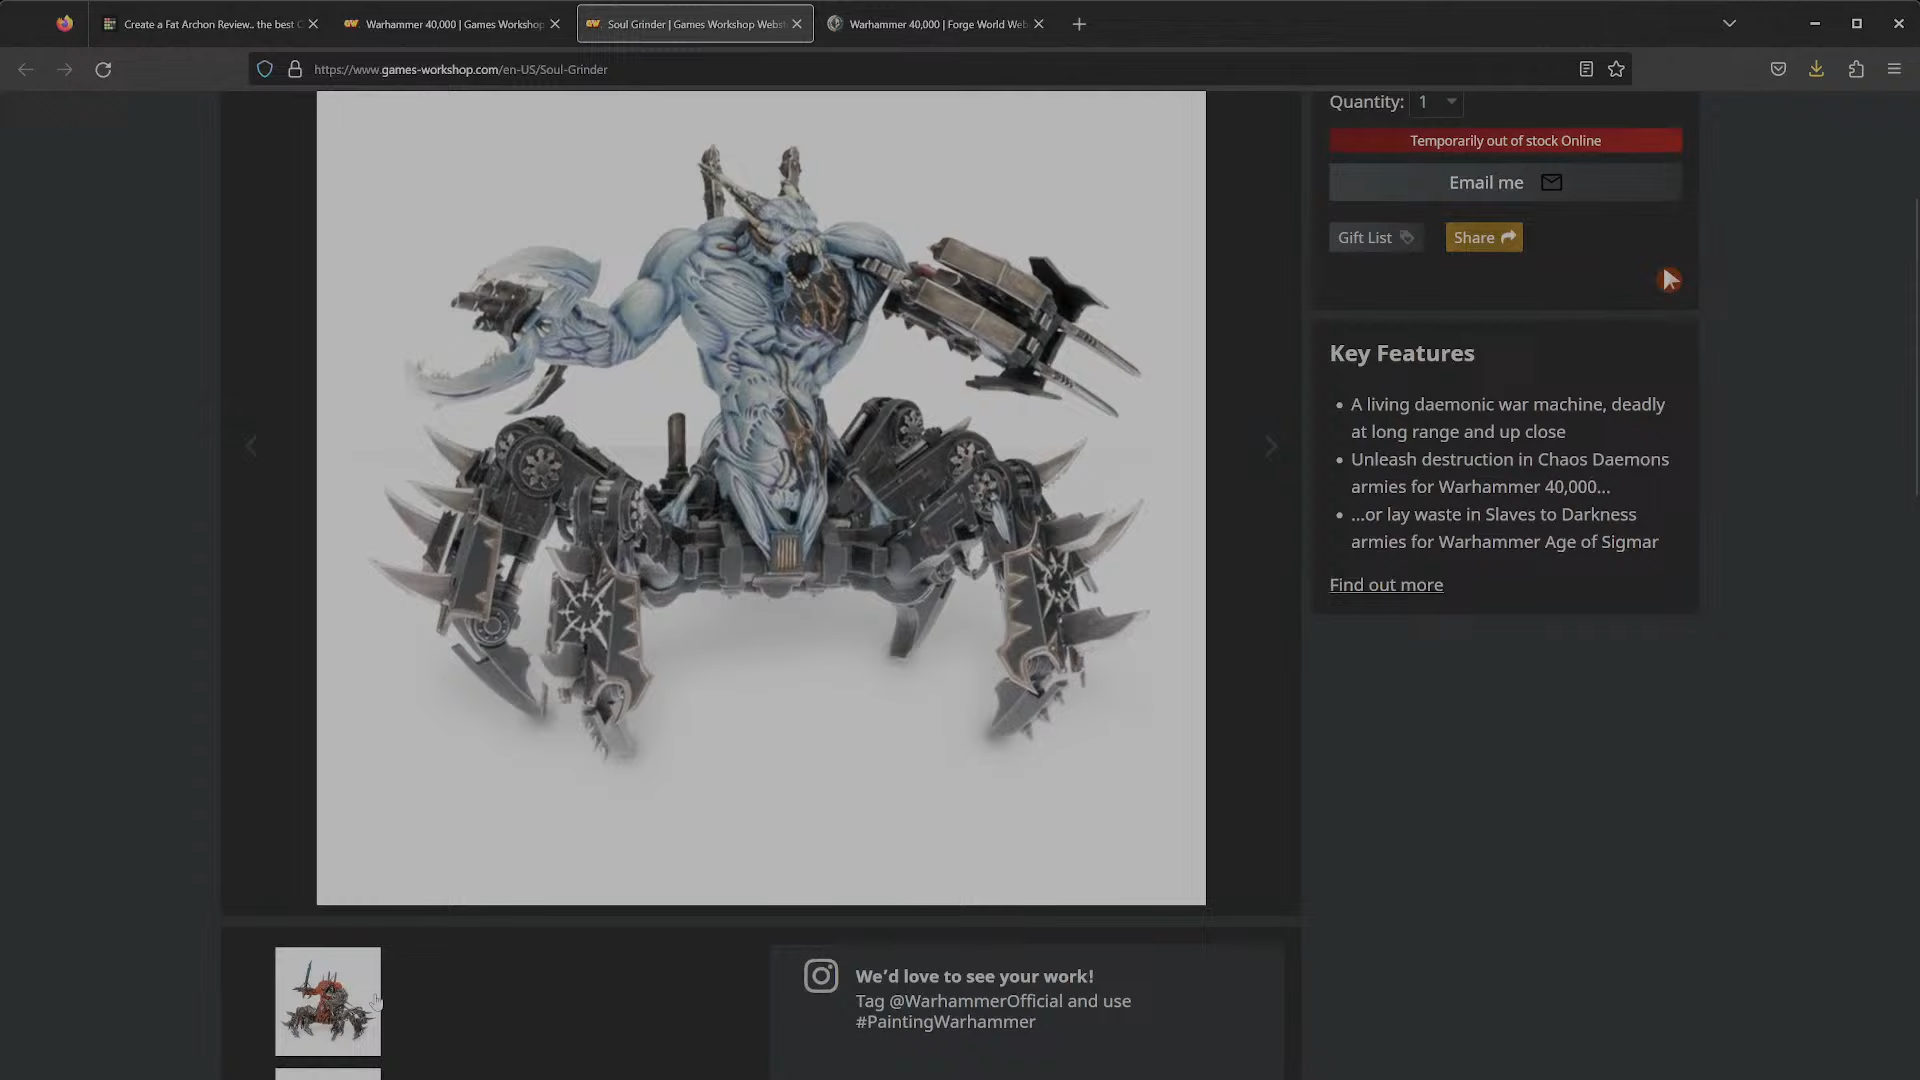 Create a Fat Archon Review.. the best C
Warhammer 40,000 | Games Workshop
Soul Grinder | Games Workshop Webst
Warhammer 40,000 | Forge World Web
https://www.games-workshop.com/en-US/Soul-Grinder
Quantity: 1
Temporarily out of stock Online
Email me
Gift List
Share
Key Features
• A living daemonic war machine, deadly
at long range and up close
• Unleash destruction in Chaos Daemons
armies for Warhammer 40,000...
• ...or lay waste in Slaves to Darkness
armies for Warhammer Age of Sigmar
Find out more
We'd love to see your work!
Tag @WarhammerOfficial and use
#PaintingWarhammer